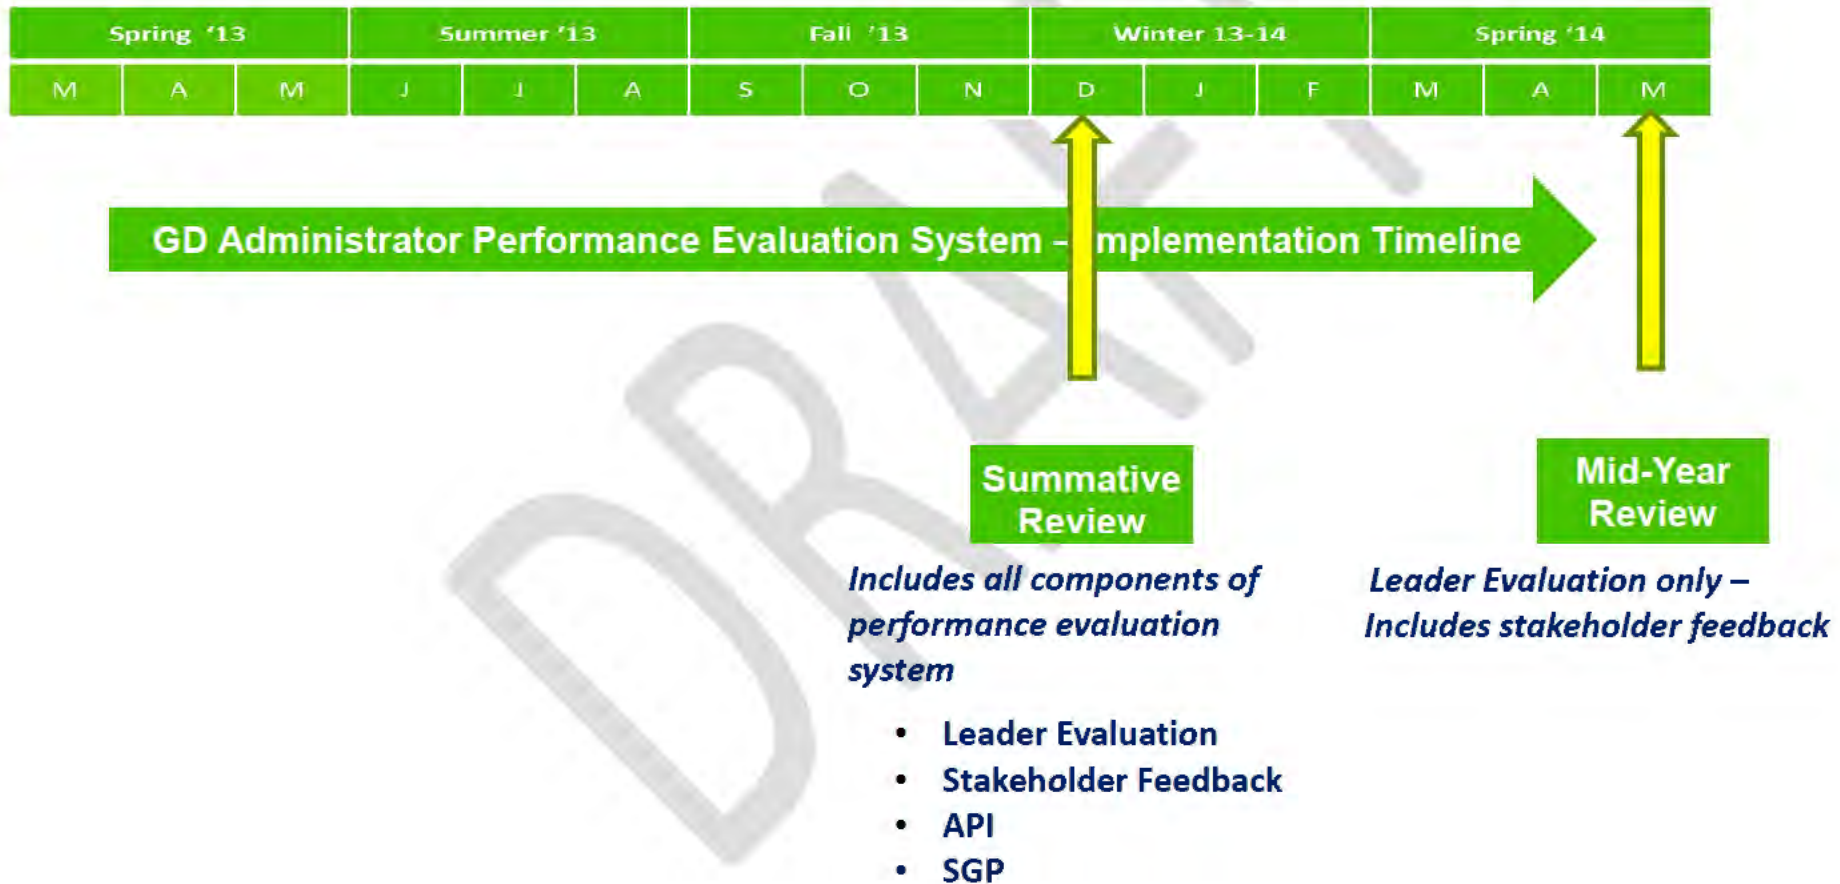 Spring '13 Summer '13 Fall '13 Winter 13-14 Spring '14
M A M J J A S O N D J F M A M
GD Administrator Performance Evaluation System – Implementation Timeline
Summative
Review
Includes all components of
performance evaluation
system
• Leader Evaluation
• Stakeholder Feedback
• API
• SGP
Mid-Year
Review
Leader Evaluation only –
Includes stakeholder feedback
DRAFT